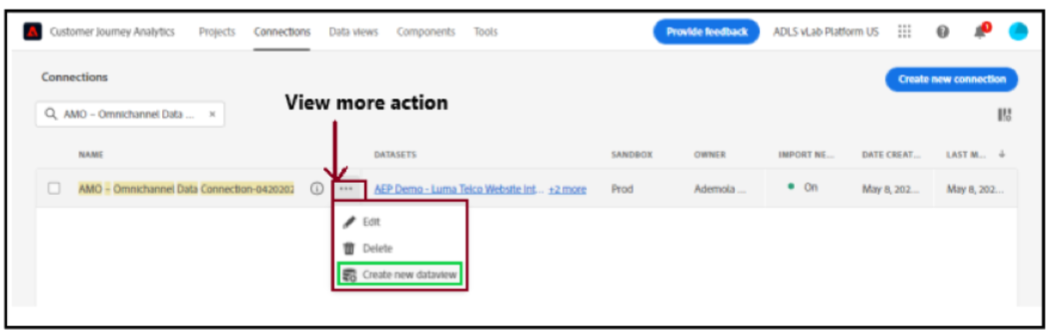 Customer Journey Analytics Projects Connections Data views Components Tools Provide feedback ADLS vLab Platform US
Connections
Create new connection
View more action
AMO – Omnichannel Data ... ×
NAME DATASETS SANDBOX OWNER IMPORT NE... DATE CREAT... LAST M... ↓
AMO – Omnichannel Data Connection-0420202 ... AEP Demo - Luma Telco Website Int... +2 more Prod Ademola ... On May 8, 202... May 8, 202...
Edit
Delete
Create new dataview